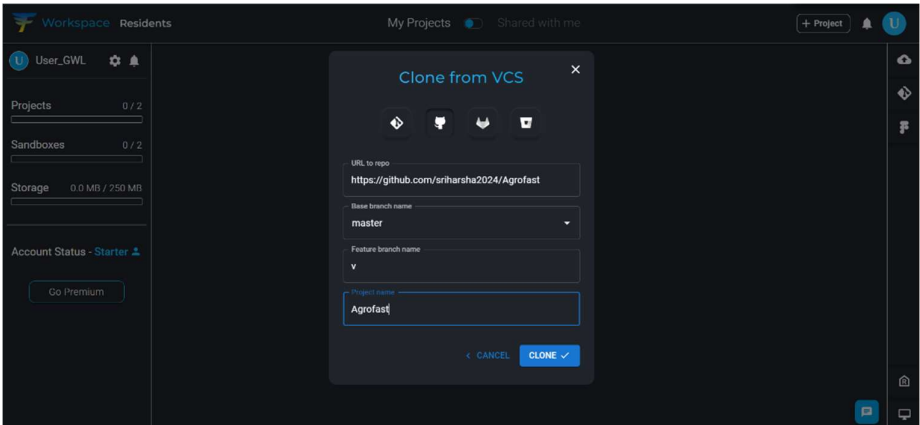 Workspace Residents
My Projects Shared with me
+ Project
U
U User_GWL
Projects 0 / 2
Sandboxes 0 / 2
Storage 0.0 MB / 250 MB
Account Status - Starter
Go Premium
Clone from VCS
URL to repo
https://github.com/sriharsha2024/Agrofast
Base branch name
master
Feature branch name
v
Project name
Agrofast
< CANCEL CLONE
R